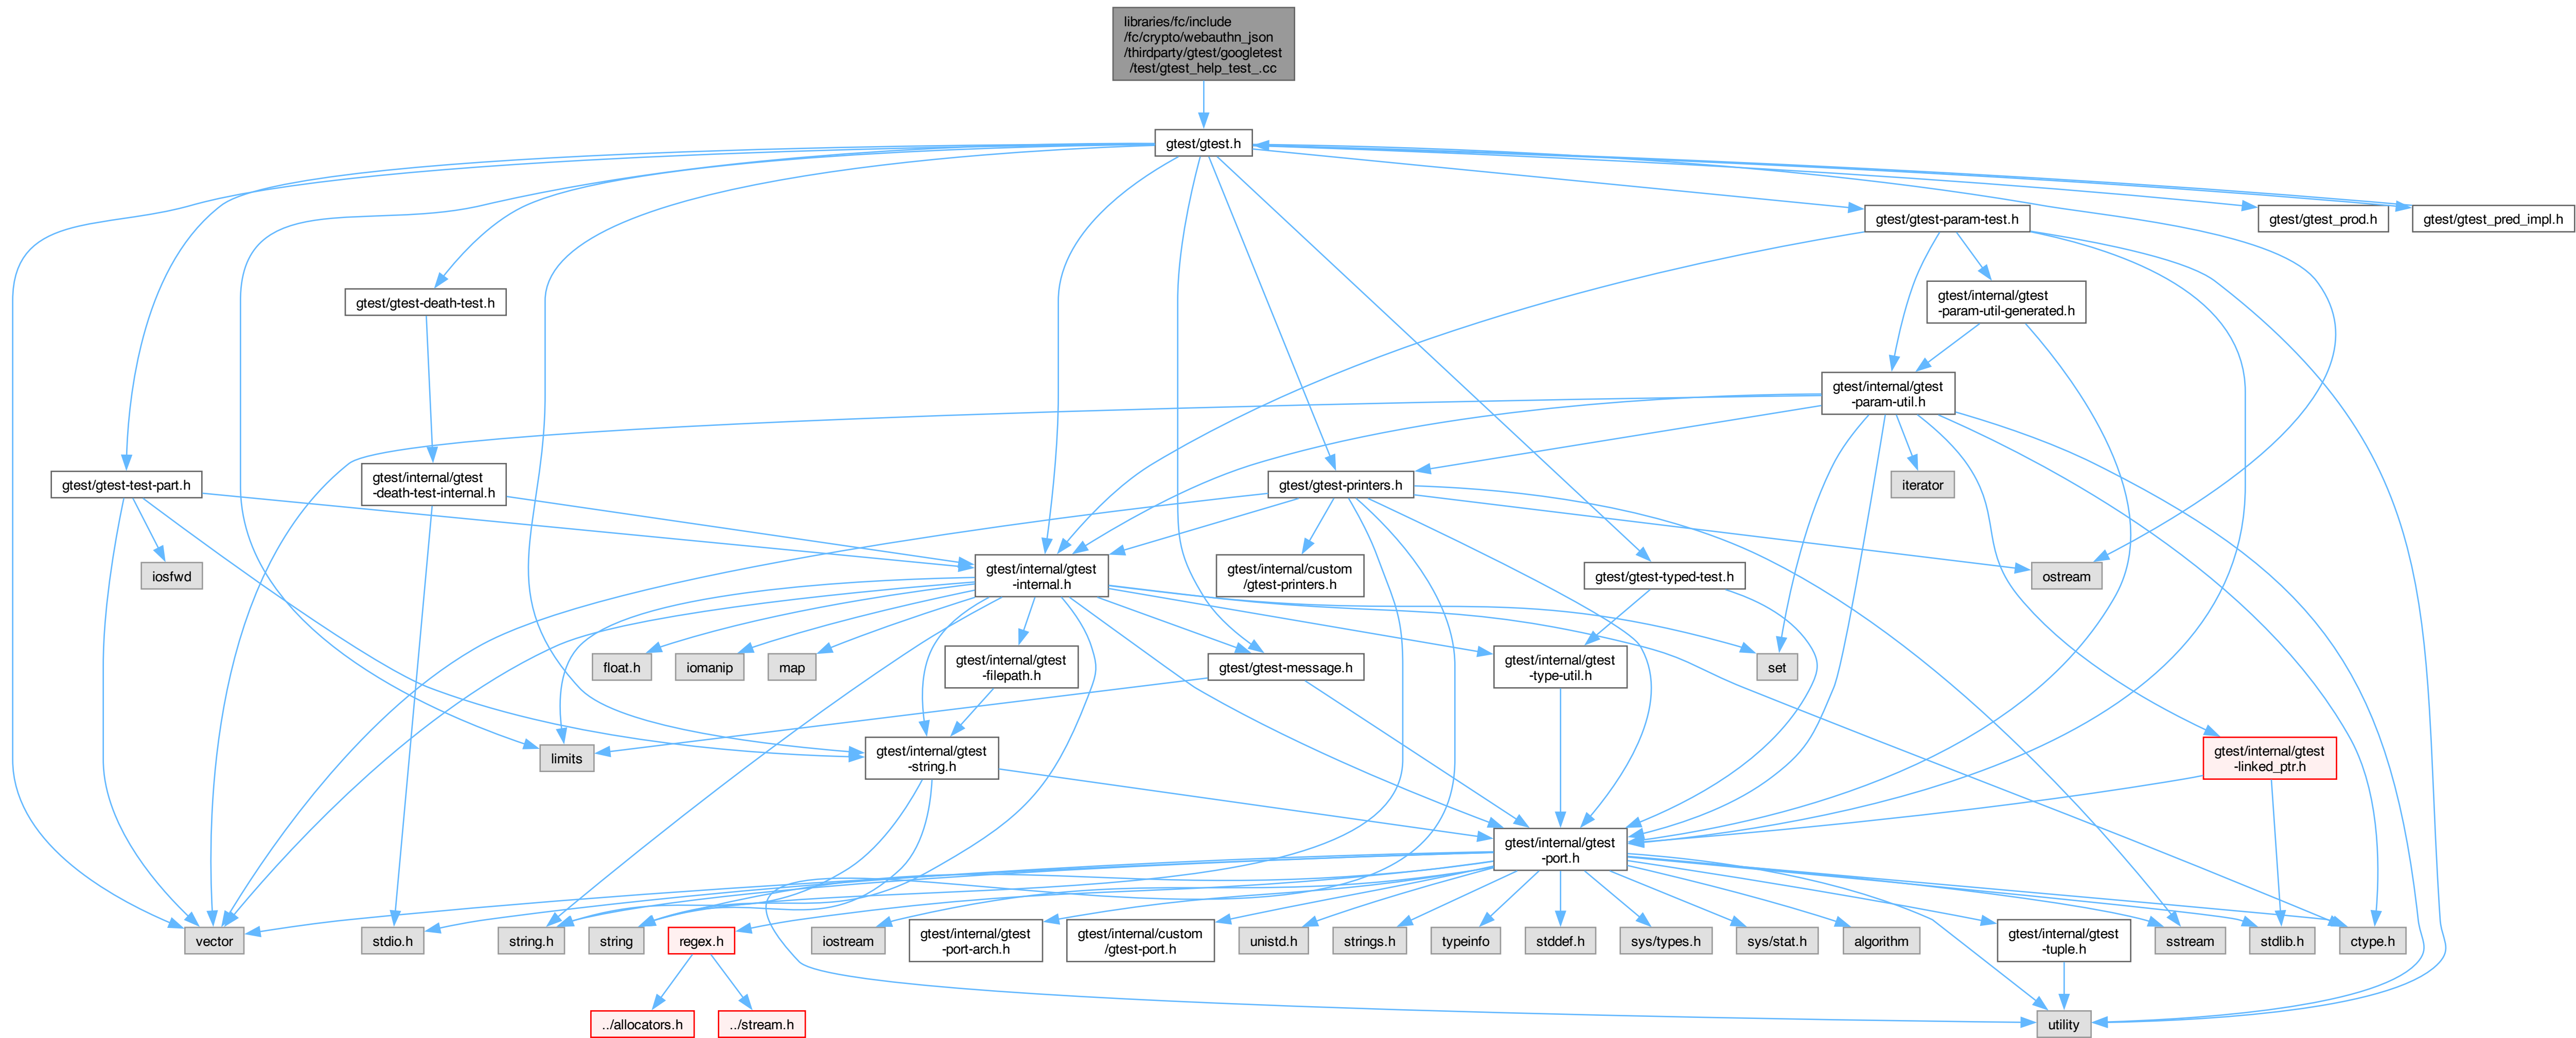 libraries/fc/include
/fc/crypto/webauthn_json
/thirdparty/gtest/googletest
/test/gtest_help_test_.cc
gtest/gtest.h
gtest/gtest-param-test.h
gtest/gtest_prod.h
gtest/gtest_pred_impl.h
gtest/gtest-death-test.h
gtest/internal/gtest
-param-util-generated.h
gtest/internal/gtest
-param-util.h
gtest/gtest-test-part.h
gtest/internal/gtest
-death-test-internal.h
gtest/gtest-printers.h
iterator
iosfwd
gtest/internal/gtest
-internal.h
gtest/internal/custom
/gtest-printers.h
gtest/gtest-typed-test.h
ostream
float.h
iomanip
map
gtest/internal/gtest
-filepath.h
gtest/gtest-message.h
gtest/internal/gtest
-type-util.h
set
limits
gtest/internal/gtest
-string.h
gtest/internal/gtest
-linked_ptr.h
gtest/internal/gtest
-port.h
vector
stdio.h
string.h
string
regex.h
iostream
gtest/internal/gtest
-port-arch.h
gtest/internal/custom
/gtest-port.h
unistd.h
strings.h
typeinfo
stddef.h
sys/types.h
sys/stat.h
algorithm
gtest/internal/gtest
-tuple.h
sstream
stdlib.h
ctype.h
../allocators.h
../stream.h
utility